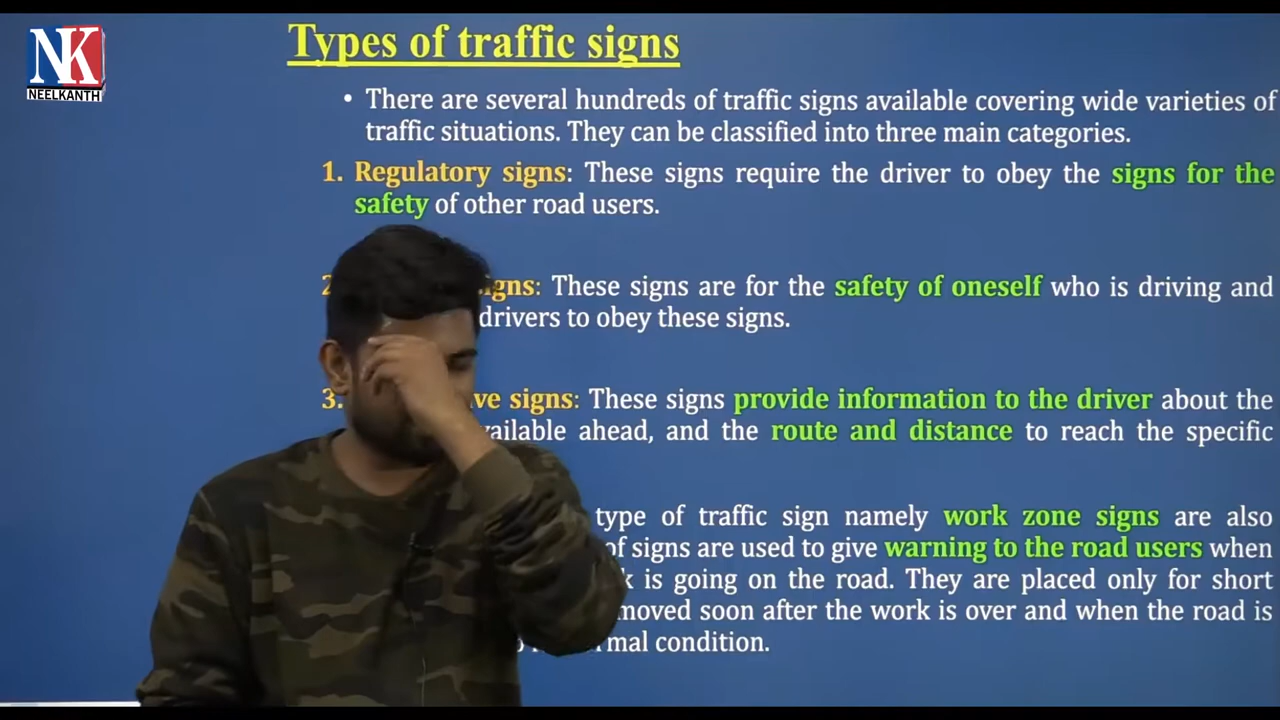 NK
NEELKANTH
Types of traffic signs
• There are several hundreds of traffic signs available covering wide varieties of
traffic situations. They can be classified into three main categories.
1. Regulatory signs: These signs require the driver to obey the signs for the
safety of other road users.
2 These signs are for the safety of oneself who is driving and
drivers to obey these signs.
3. signs: These signs provide information to the driver about the
ahead, and the route and distance to reach the specific
type of traffic sign namely work zone signs are also
of signs are used to give warning to the road users when
is going on the road. They are placed only for short
soon after the work is over and when the road is
condition.